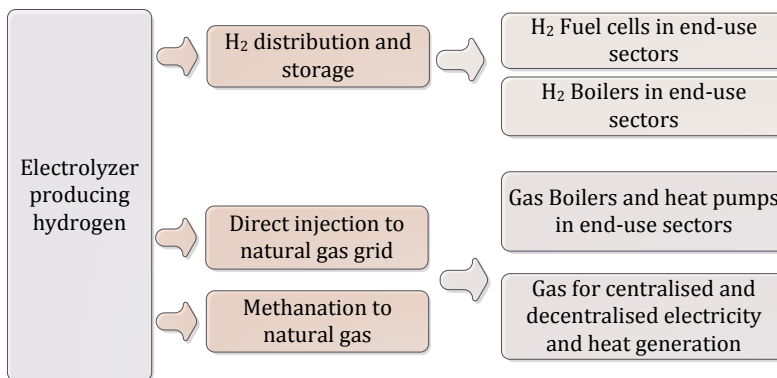 Electrolyzer
producing
hydrogen
H₂ distribution and
storage
Direct injection to
natural gas grid
Methanation to
natural gas
H₂ Fuel cells in end-use
sectors
H₂ Boilers in end-use
sectors
Gas Boilers and heat pumps
in end-use sectors
Gas for centralised and
decentralised electricity
and heat generation